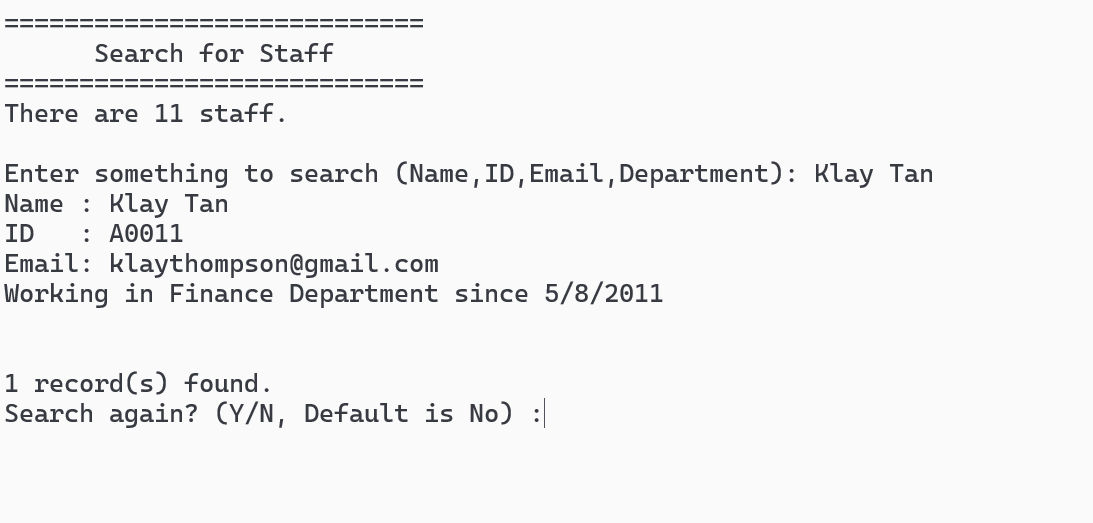 ============================
      Search for Staff
============================
There are 11 staff.

Enter something to search (Name,ID,Email,Department): Klay Tan
Name : Klay Tan
ID   : A0011
Email: klaythompson@gmail.com
Working in Finance Department since 5/8/2011


1 record(s) found.
Search again? (Y/N, Default is No) :